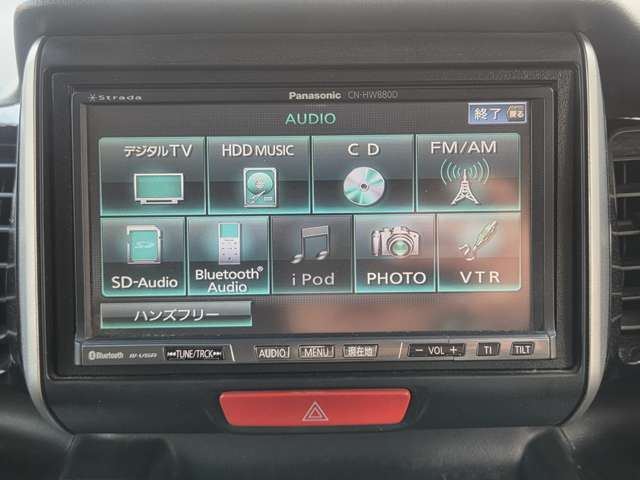 Strada Panasonic CN-HW880D
AUDIO
終了 戻る
デジタルTV HDD MUSIC CD FM/AM
SD-Audio Bluetooth® Audio iPod PHOTO VTR
ハンズフリー
Bluetooth TUNE/TRCK AUDIO MENU 現在地 - VOL + T1 TILT